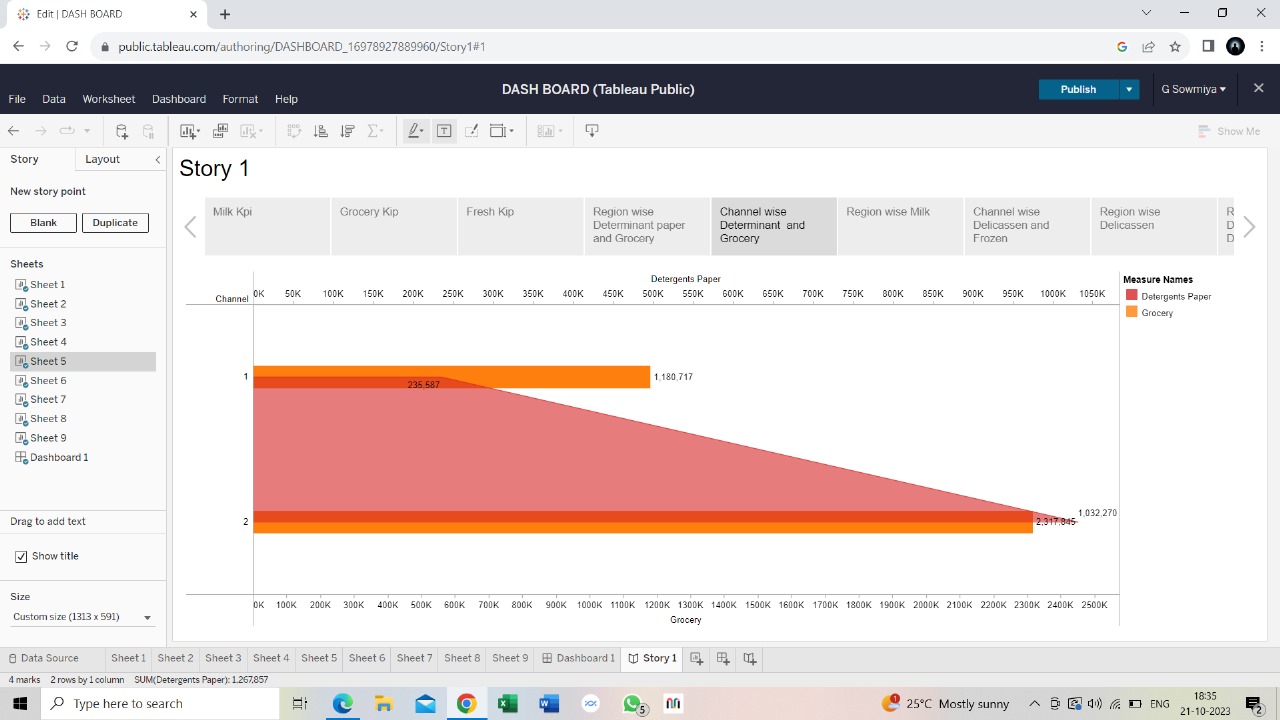 Edit | DASH BOARD
public.tableau.com/authoring/DASHBOARD_16978927889960/Story1#1
DASH BOARD (Tableau Public)
Publish
G Sowmiya
File Data Worksheet Dashboard Format Help
Show Me
Story Layout
New story point
Blank Duplicate
Sheets
Sheet 1
Sheet 2
Sheet 3
Sheet 4
Sheet 5
Sheet 6
Sheet 7
Sheet 8
Sheet 9
Dashboard 1
Drag to add text
Show title
Size
Custom size (1313 x 591)
Story 1
Milk Kpi
Grocery Kip
Fresh Kip
Region wise
Determinant paper
and Grocery
Channel wise
Determinant and
Grocery
Region wise Milk
Channel wise
Delicassen and
Frozen
Region wise
Delicassen
R
D
D
Detergents Paper
Channel
0K 50K 100K 150K 200K 250K 300K 350K 400K 450K 500K 550K 600K 650K 700K 750K 800K 850K 900K 950K 1000K 1050K
1
235,587
1,180,717
2
1,032,270
2,317,845
0K 100K 200K 300K 400K 500K 600K 700K 800K 900K 1000K 1100K 1200K 1300K 1400K 1500K 1600K 1700K 1800K 1900K 2000K 2100K 2200K 2300K 2400K 2500K
Grocery
Measure Names
Detergents Paper
Grocery
Data Source Sheet 1 Sheet 2 Sheet 3 Sheet 4 Sheet 5 Sheet 6 Sheet 7 Sheet 8 Sheet 9 Dashboard 1 Story 1
4 marks 2 rows by 1 column SUM(Detergents Paper): 1,267,857
Type here to search
5
1
25°C Mostly sunny
ENG
18:35
21-10-2023
2